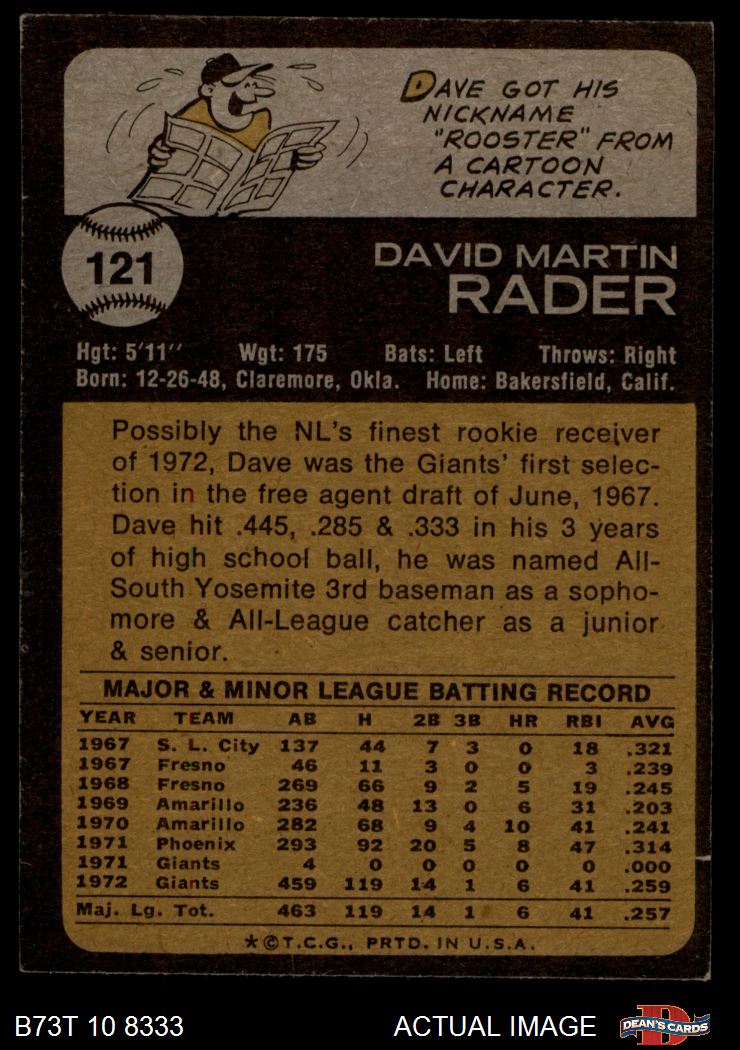 DAVE GOT HIS
NICKNAME
"ROOSTER" FROM
A CARTOON
CHARACTER.
121
DAVID MARTIN
RADER
Hgt: 5'11" Wgt: 175 Bats: Left Throws: Right
Born: 12-26-48, Claremore, Okla. Home: Bakersfield, Calif.
Possibly the NL's finest rookie receiver
of 1972, Dave was the Giants' first selec-
tion in the free agent draft of June, 1967.
Dave hit .445, .285 & .333 in his 3 years
of high school ball, he was named All-
South Yosemite 3rd baseman as a sopho-
more & All-League catcher as a junior
& senior.
MAJOR & MINOR LEAGUE BATTING RECORD
YEAR TEAM AB H 2B 3B HR RBI AVG
1967 S. L. City 137 44 7 3 0 18 .321
1967 Fresno 46 11 3 0 0 3 .239
1968 Fresno 269 66 9 2 5 19 .245
1969 Amarillo 236 48 13 0 6 31 .203
1970 Amarillo 282 68 9 4 10 41 .241
1971 Phoenix 293 92 20 5 8 47 .314
1971 Giants 4 0 0 0 0 0 .000
1972 Giants 459 119 14 1 6 41 .259
Maj. Lg. Tot. 463 119 14 1 6 41 .257
*©T.C.G., PRTD. IN U.S.A.
B73T 10 8333 ACTUAL IMAGE DEAN'S CARDS